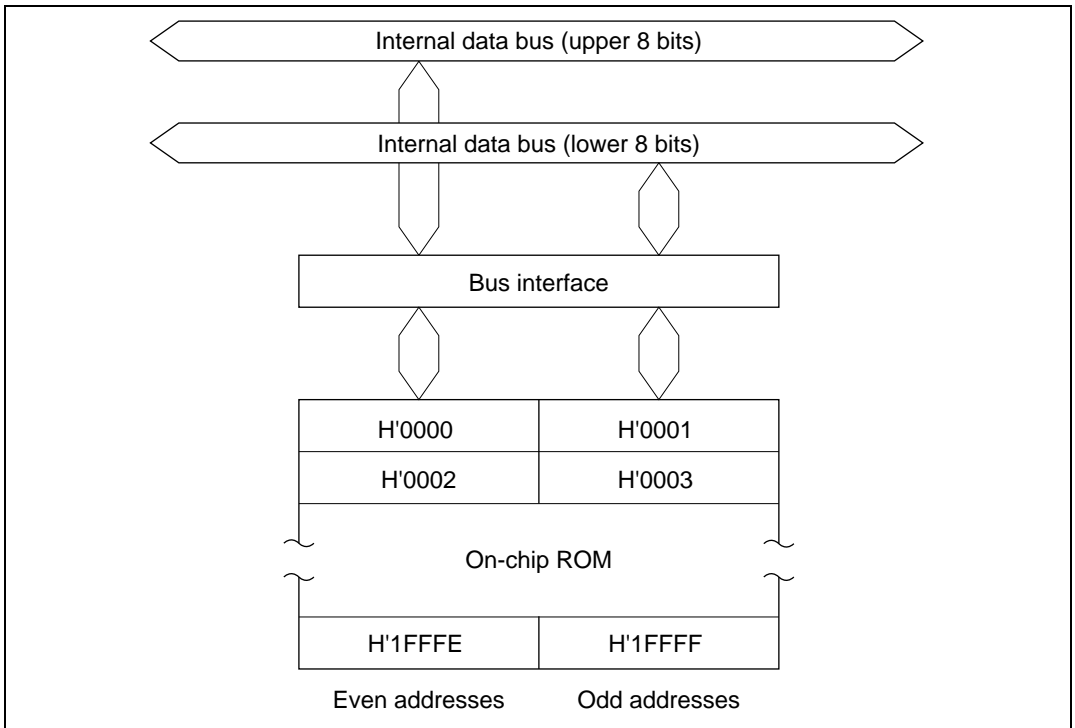 Internal data bus (upper 8 bits)
Internal data bus (lower 8 bits)
Bus interface
H'0000 H'0001
H'0002 H'0003
On-chip ROM
H'1FFFE H'1FFFF
Even addresses Odd addresses